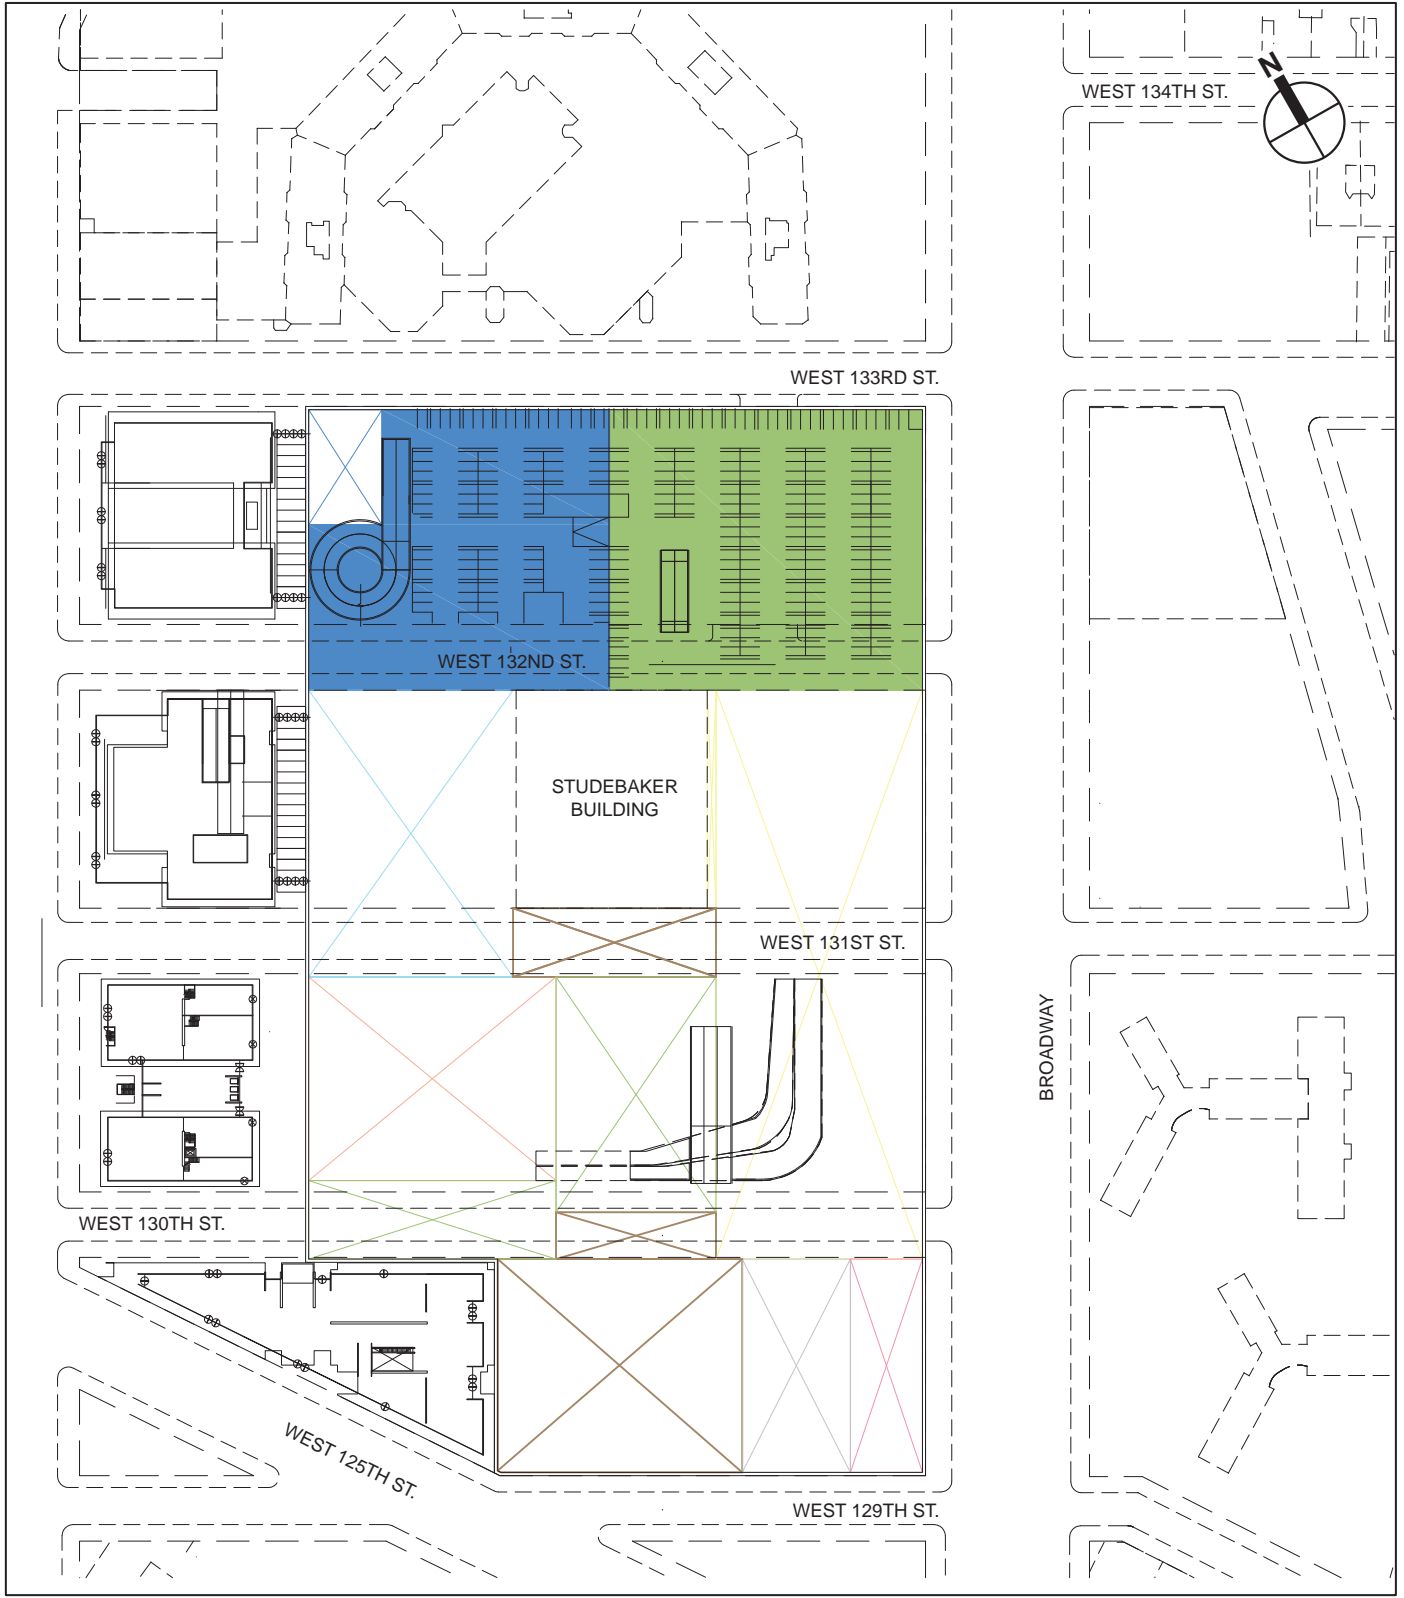 N
WEST 134TH ST.
WEST 133RD ST.
WEST 132ND ST.
STUDEBAKER
BUILDING
WEST 131ST ST.
BROADWAY
WEST 130TH ST.
WEST 125TH ST.
WEST 129TH ST.